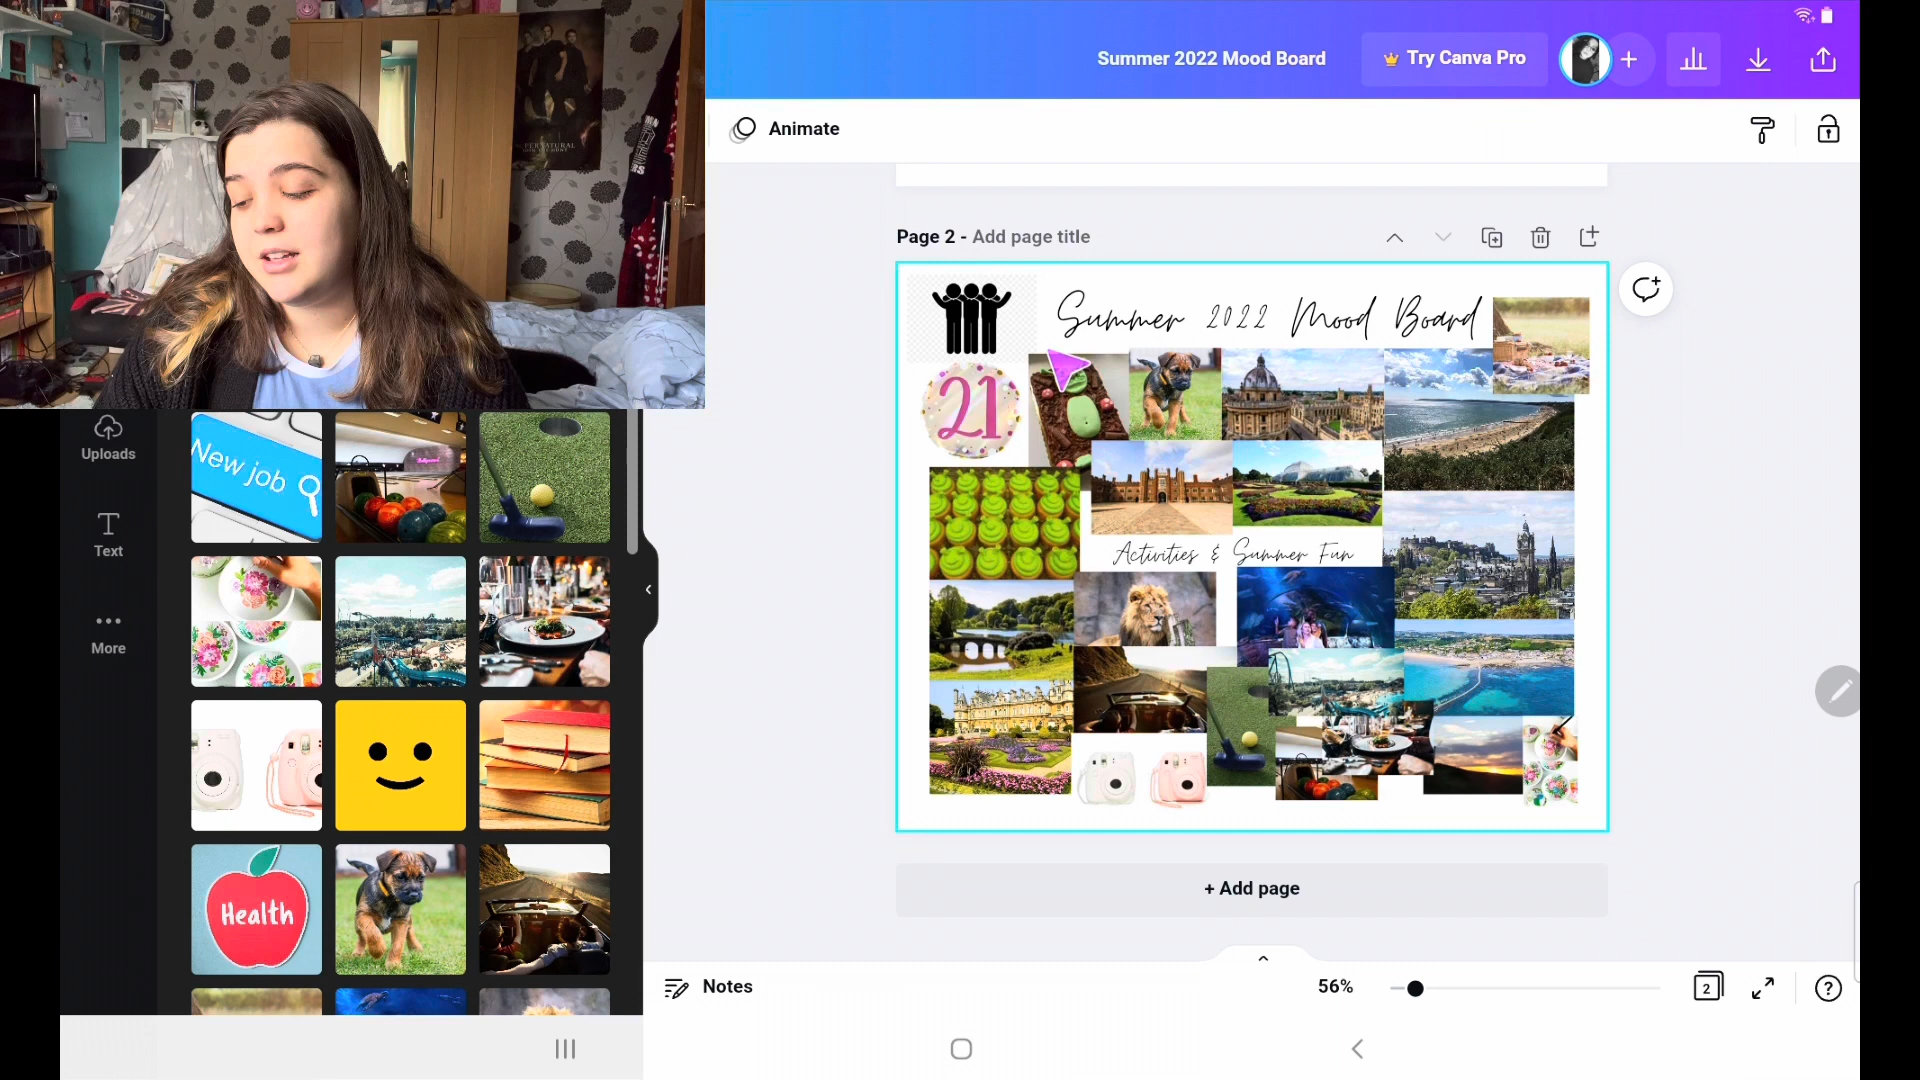 SUPERNATURAL
Summer 2022 Mood Board
Try Canva Pro
Animate
Page 2 - Add page title
Summer 2022 Mood Board
21
Activities & Summer Fun
Uploads
Text
More
New job
Health
+ Add page
Notes
56%
2